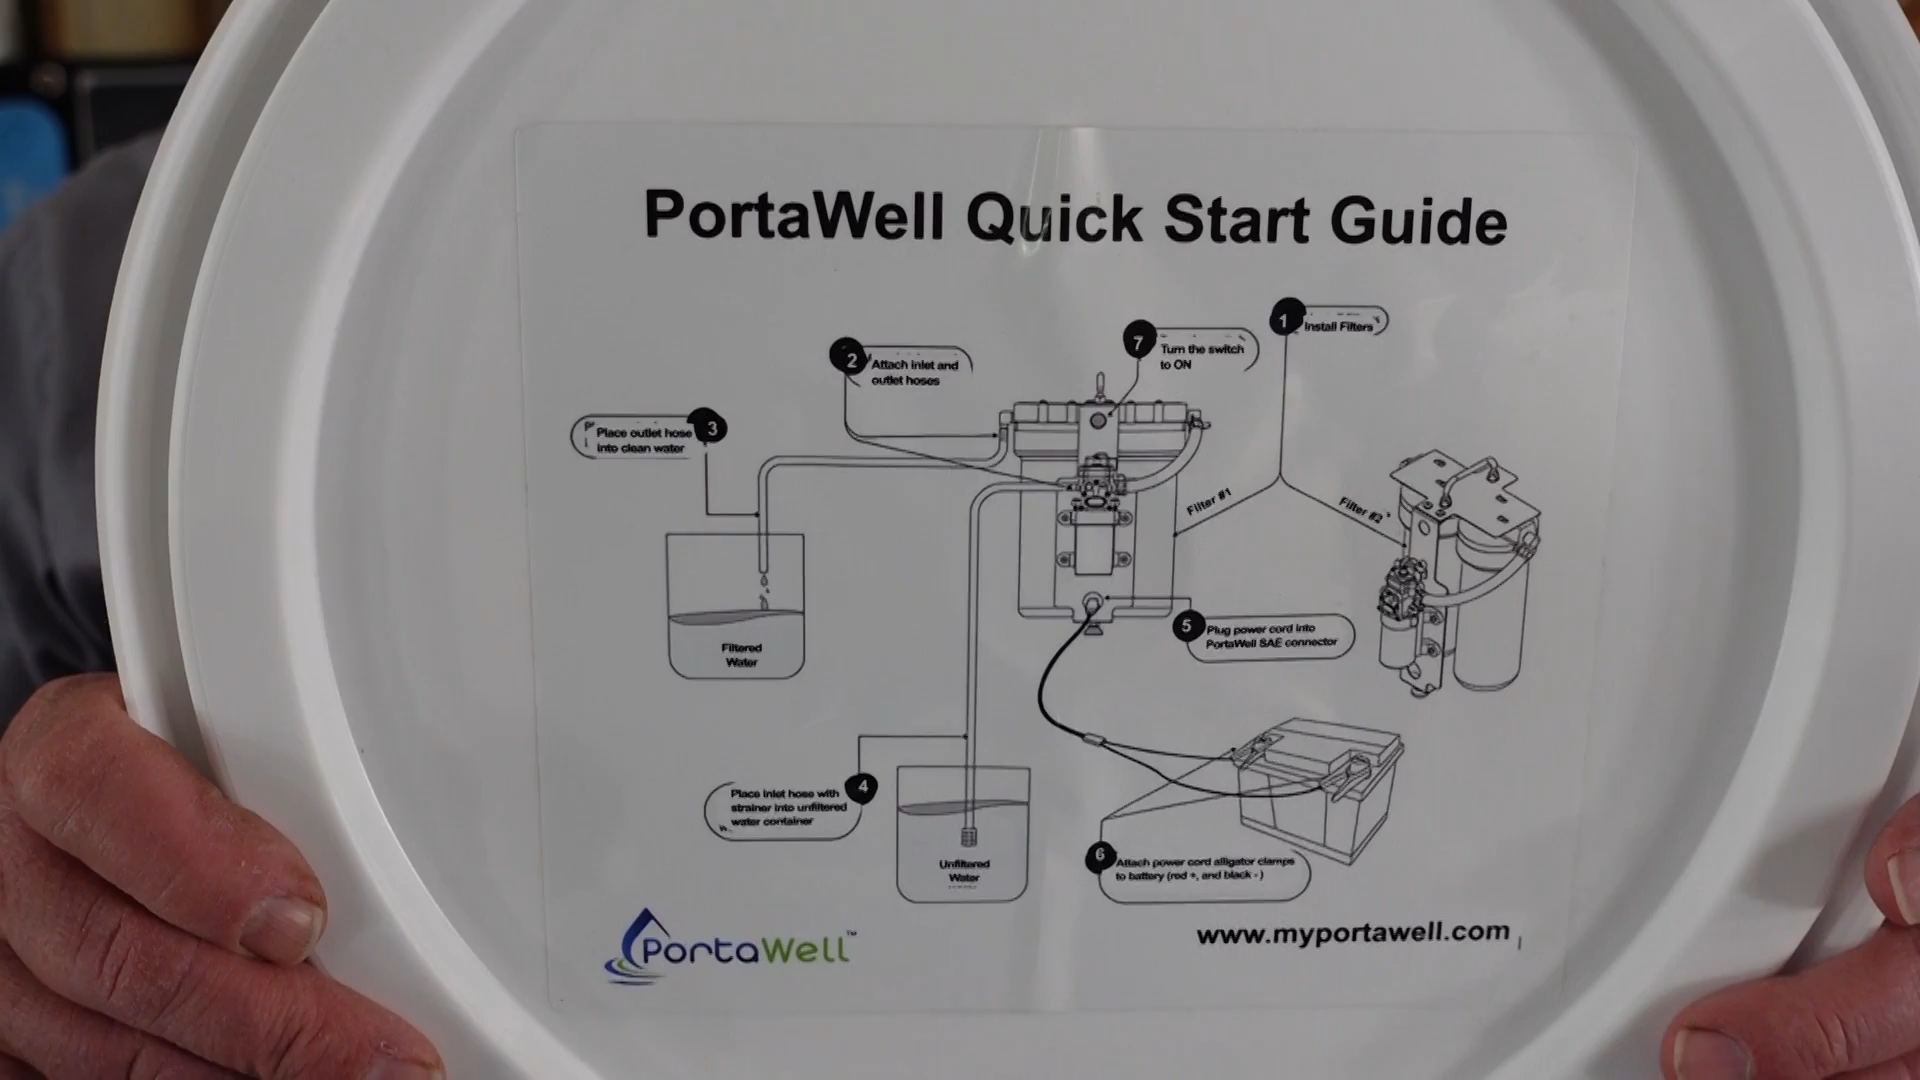 PortaWell Quick Start Guide
1
Install Filters
2
Attach inlet and
outlet hoses
7
Turn the switch
to ON
3
Place outlet hose
into clean water
Filter #1
Filter #2
Filtered
Water
5
Plug power cord into
PortaWell SAE connector
4
Place inlet hose with
strainer into unfiltered
water container
Unfiltered
Water
6
Attach power cord alligator clamps
to battery (red +, and black -)
PortaWell™
www.myportawell.com